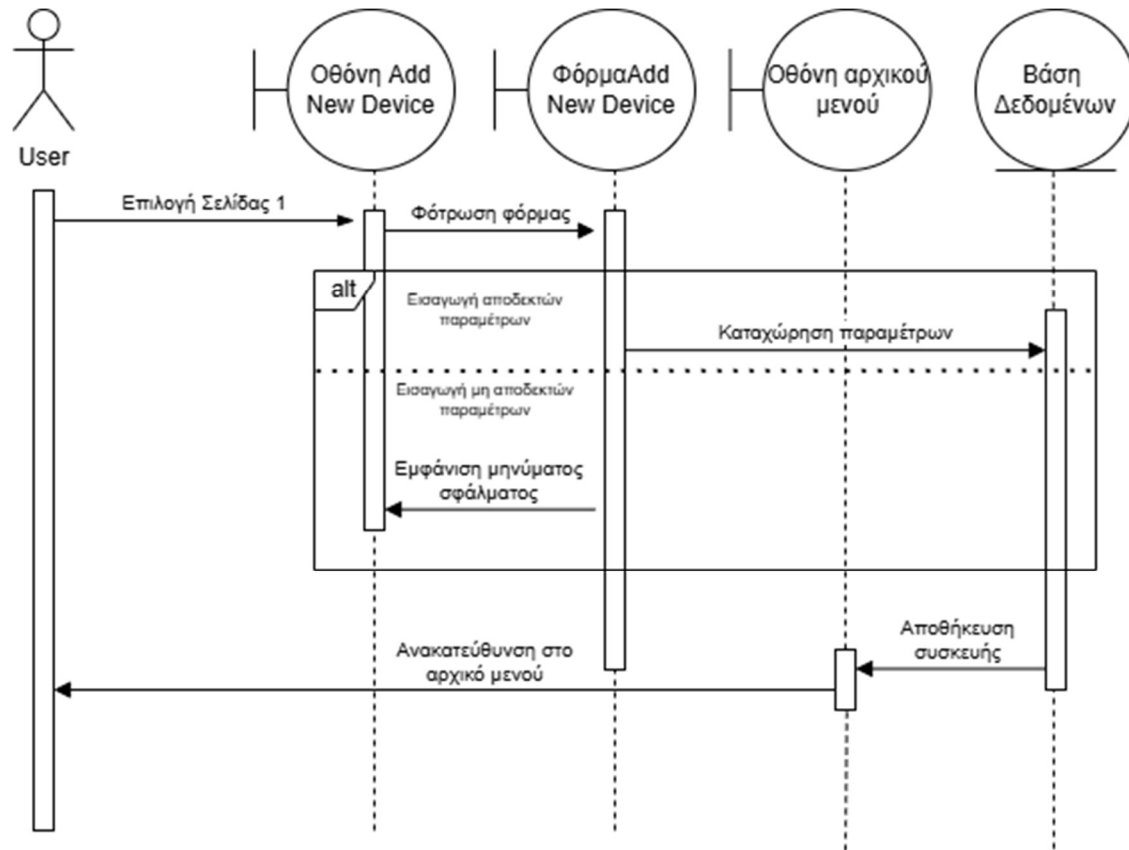 Οθόνη Add
New Device
ΦόρμαAdd
New Device
Οθόνη αρχικού
μενού
Βάση
Δεδομένων
User
Επιλογή Σελίδας 1
Φότρωση φόρμας
alt
Εισαγωγή αποδεκτών
παραμέτρων
Καταχώρηση παραμέτρων
Εισαγωγή μη αποδεκτών
παραμέτρων
Εμφάνιση μηνύματος
σφάλματος
Αποθήκευση
συσκευής
Ανακατεύθυνση στο
αρχικό μενού